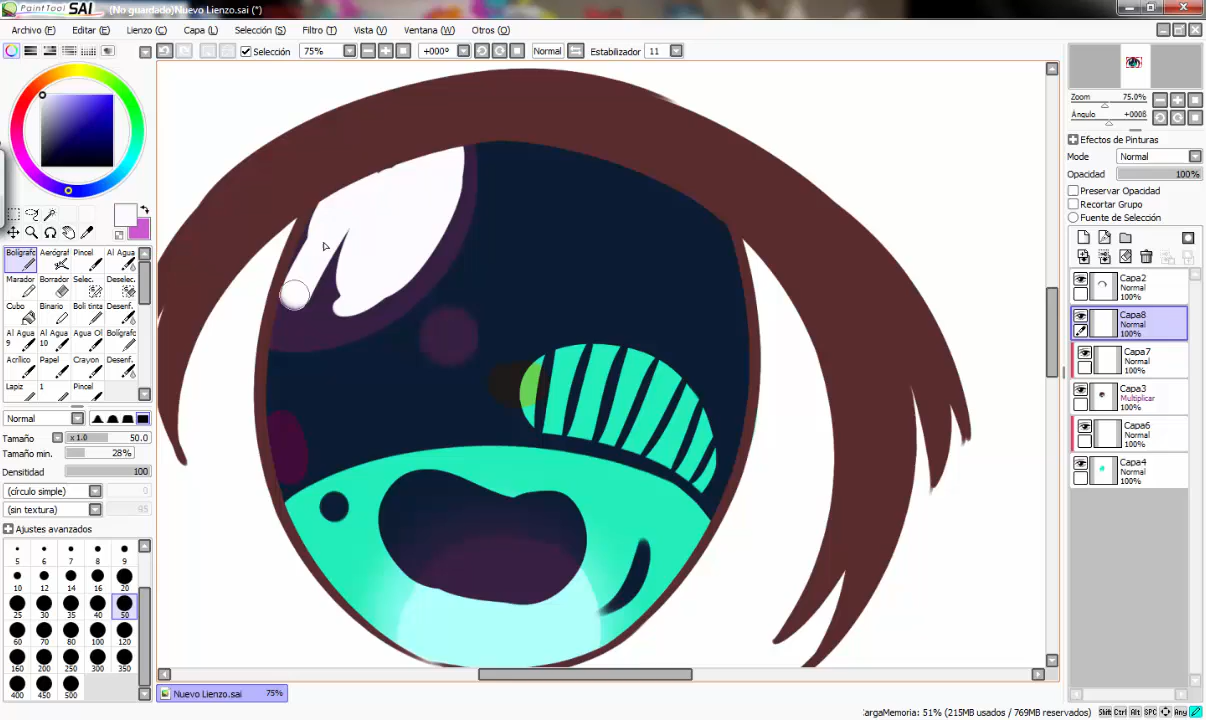 PaintTool SAI (No guardado)Nuevo Lienzo.sai (*)
Archivo (F) Editar (E) Lienzo (C) Capa (L) Selección (S) Filtro (T) Vista (V) Ventana (W) Otros (O)
Selección 75% +000° Normal Estabilizador 11
Zoom 75.0%
Ángulo +0006
Efectos de Pinturas
Modo Normal
Opacidad 100%
Preservar Opacidad
Recortar Grupo
Fuente de Selección
Bolígrafo Aerógraf Pincel Al Agua
Marador Borrador Selec. Deselec.
Cubo Binario Boli tinta Desenf.
Al Agua 9 Al Agua 10 Agua Ol Bolígrafo
Acrílico Papel Crayon Desenf.
Lapiz 1 Pincel
Capa2
Normal
100%
Capa8
Normal
100%
Capa7
Normal
100%
Capa3
Multiplicar
100%
Capa6
Normal
100%
Capa4
Normal
100%
Normal
Tamaño x 1.0 50.0
Tamaño min. 28%
Densitidad 100
(círculo simple) 0
(sin textura) 95
Ajustes avanzados
5 6 7 8 9
10 12 14 16 20
25 30 35 40 50
60 70 80 100 120
160 200 250 300 350
400 450 500
Nuevo Lienzo.sai 75%
CargaMemoria: 51% (215MB usados / 769MB reservados) Shift Ctrl Alt SPC Any